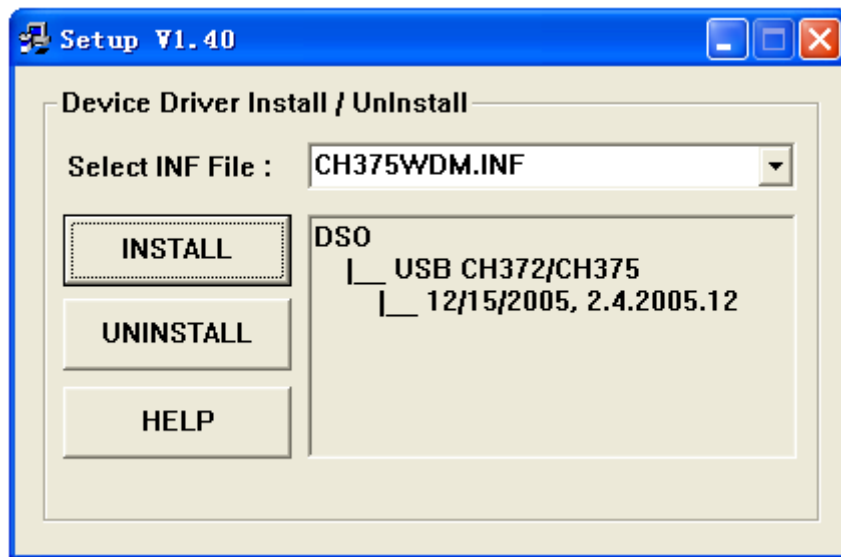 Setup V1.40
Device Driver Install / UnInstall
Select INF File :
CH375WDM.INF
INSTALL
UNINSTALL
HELP
DSO
|__ USB CH372/CH375
|__ 12/15/2005, 2.4.2005.12